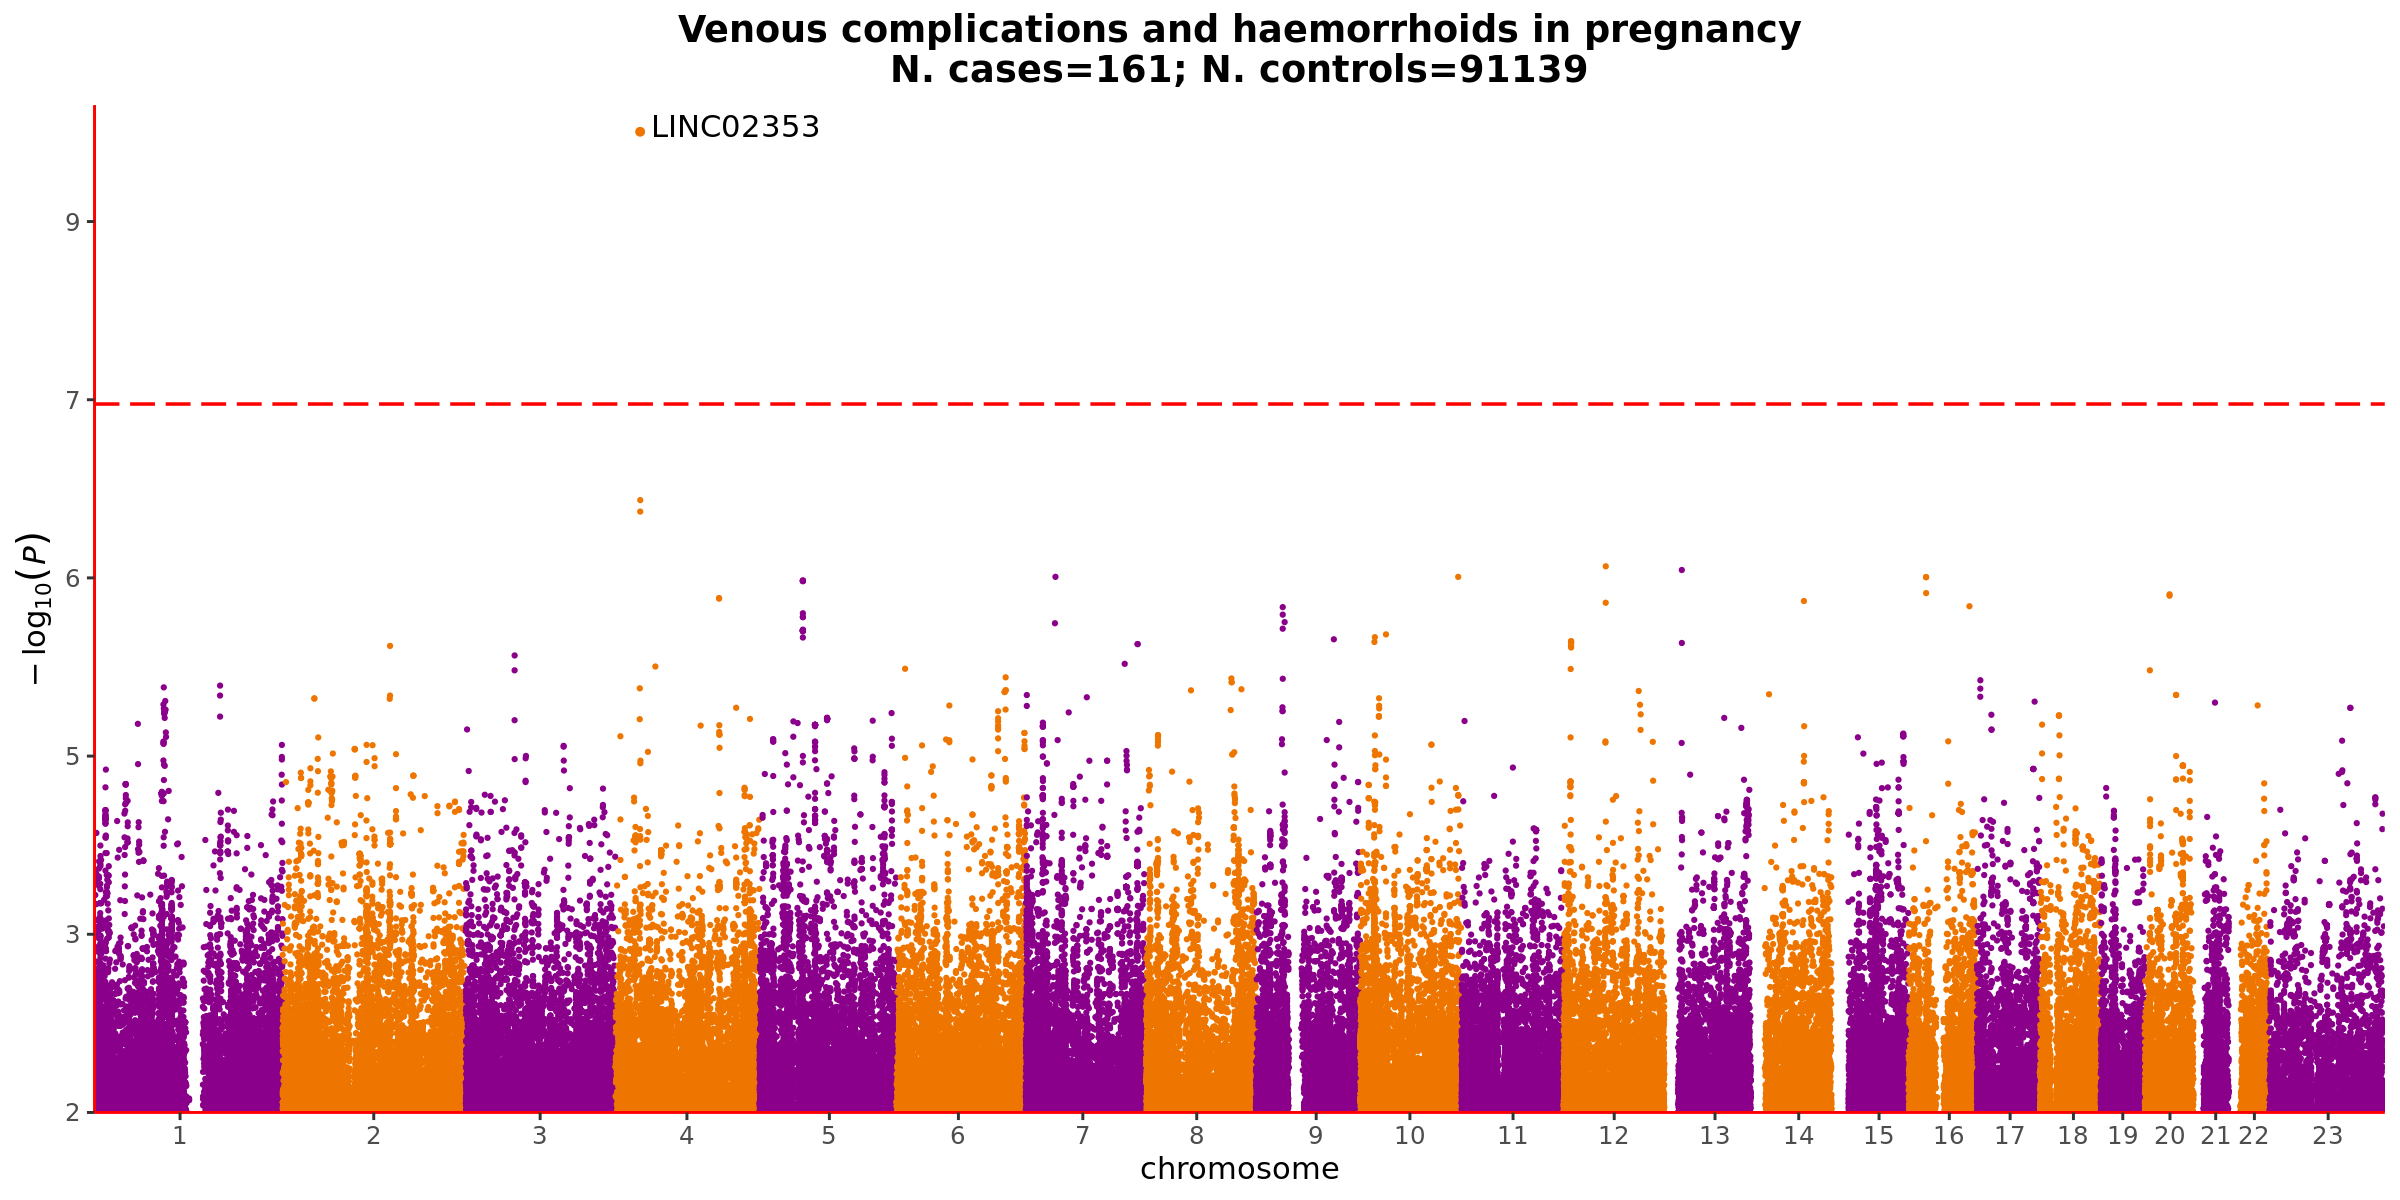 Venous complications and haemorrhoids in pregnancy
N. cases=161; N. controls=91139
LINC02353
9
7
6
5
3
2
−log10(P)
1 2 3 4 5 6 7 8 9 10 11 12 13 14 15 16 17 18 19 20 21 22 23
chromosome